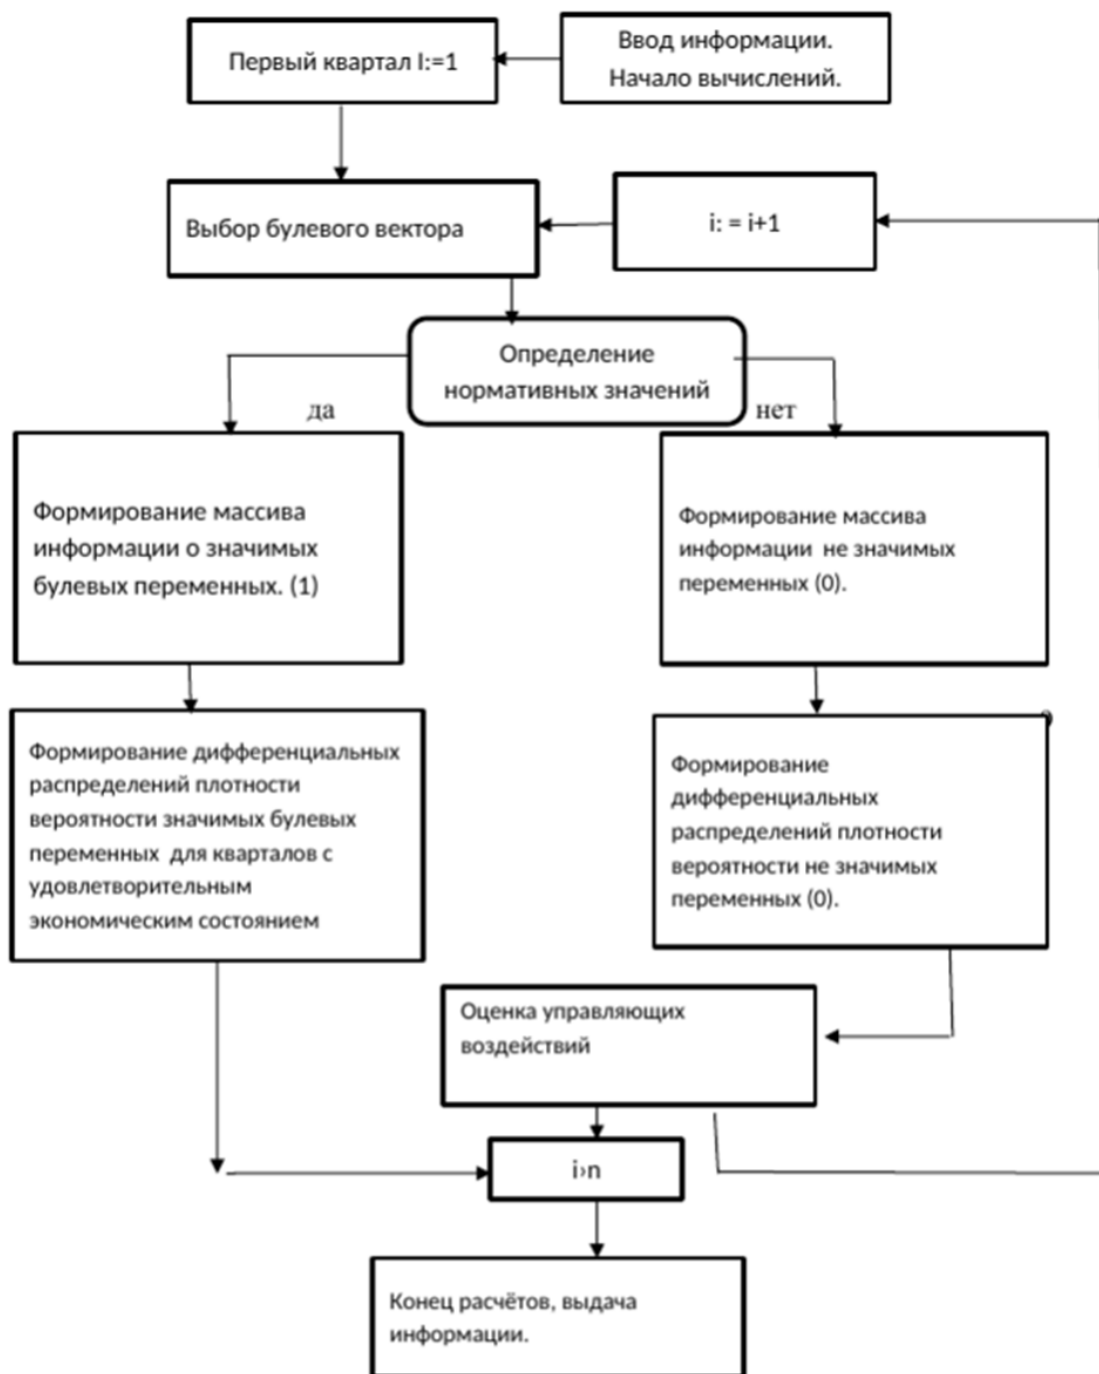 Ввод информации.
Начало вычислений.
Первый квартал I:=1
Выбор булевого вектора
i: = i+1
Определение
нормативных значений
да
нет
Формирование массива
информации о значимых
булевых переменных. (1)
Формирование массива
информации не значимых
переменных (0).
Формирование дифференциальных
распределений плотности
вероятности значимых булевых
переменных для кварталов с
удовлетворительным
экономическим состоянием
Формирование
дифференциальных
распределений плотности
вероятности не значимых
переменных (0).
Оценка управляющих
воздействий
i›n
Конец расчётов, выдача
информации.